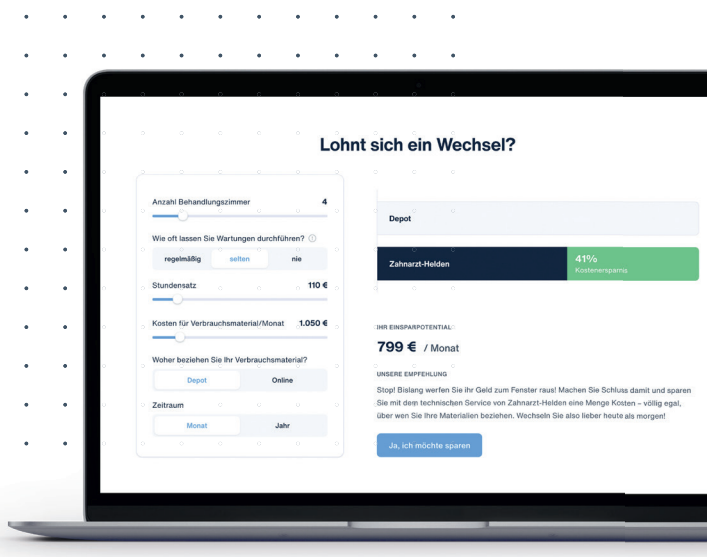 Lohnt sich ein Wechsel?
Anzahl Behandlungszimmer 4
Wie oft lassen Sie Wartungen durchführen?
regelmäßig selten nie
Stundensatz 110 €
Kosten für Verbrauchsmaterial/Monat 1.050 €
Woher beziehen Sie Ihr Verbrauchsmaterial?
Depot Online
Zeitraum
Monat Jahr
Depot
Zahnarzt-Helden 41%
Kostenersparnis
IHR EINSPARPOTENTIAL
799 € / Monat
UNSERE EMPFEHLUNG
Stop! Bislang werfen Sie ihr Geld zum Fenster raus! Machen Sie Schluss damit und sparen
Sie mit dem technischen Service von Zahnarzt-Helden eine Menge Kosten – völlig egal,
über wen Sie Ihre Materialien beziehen. Wechseln Sie also lieber heute als morgen!
Ja, ich möchte sparen